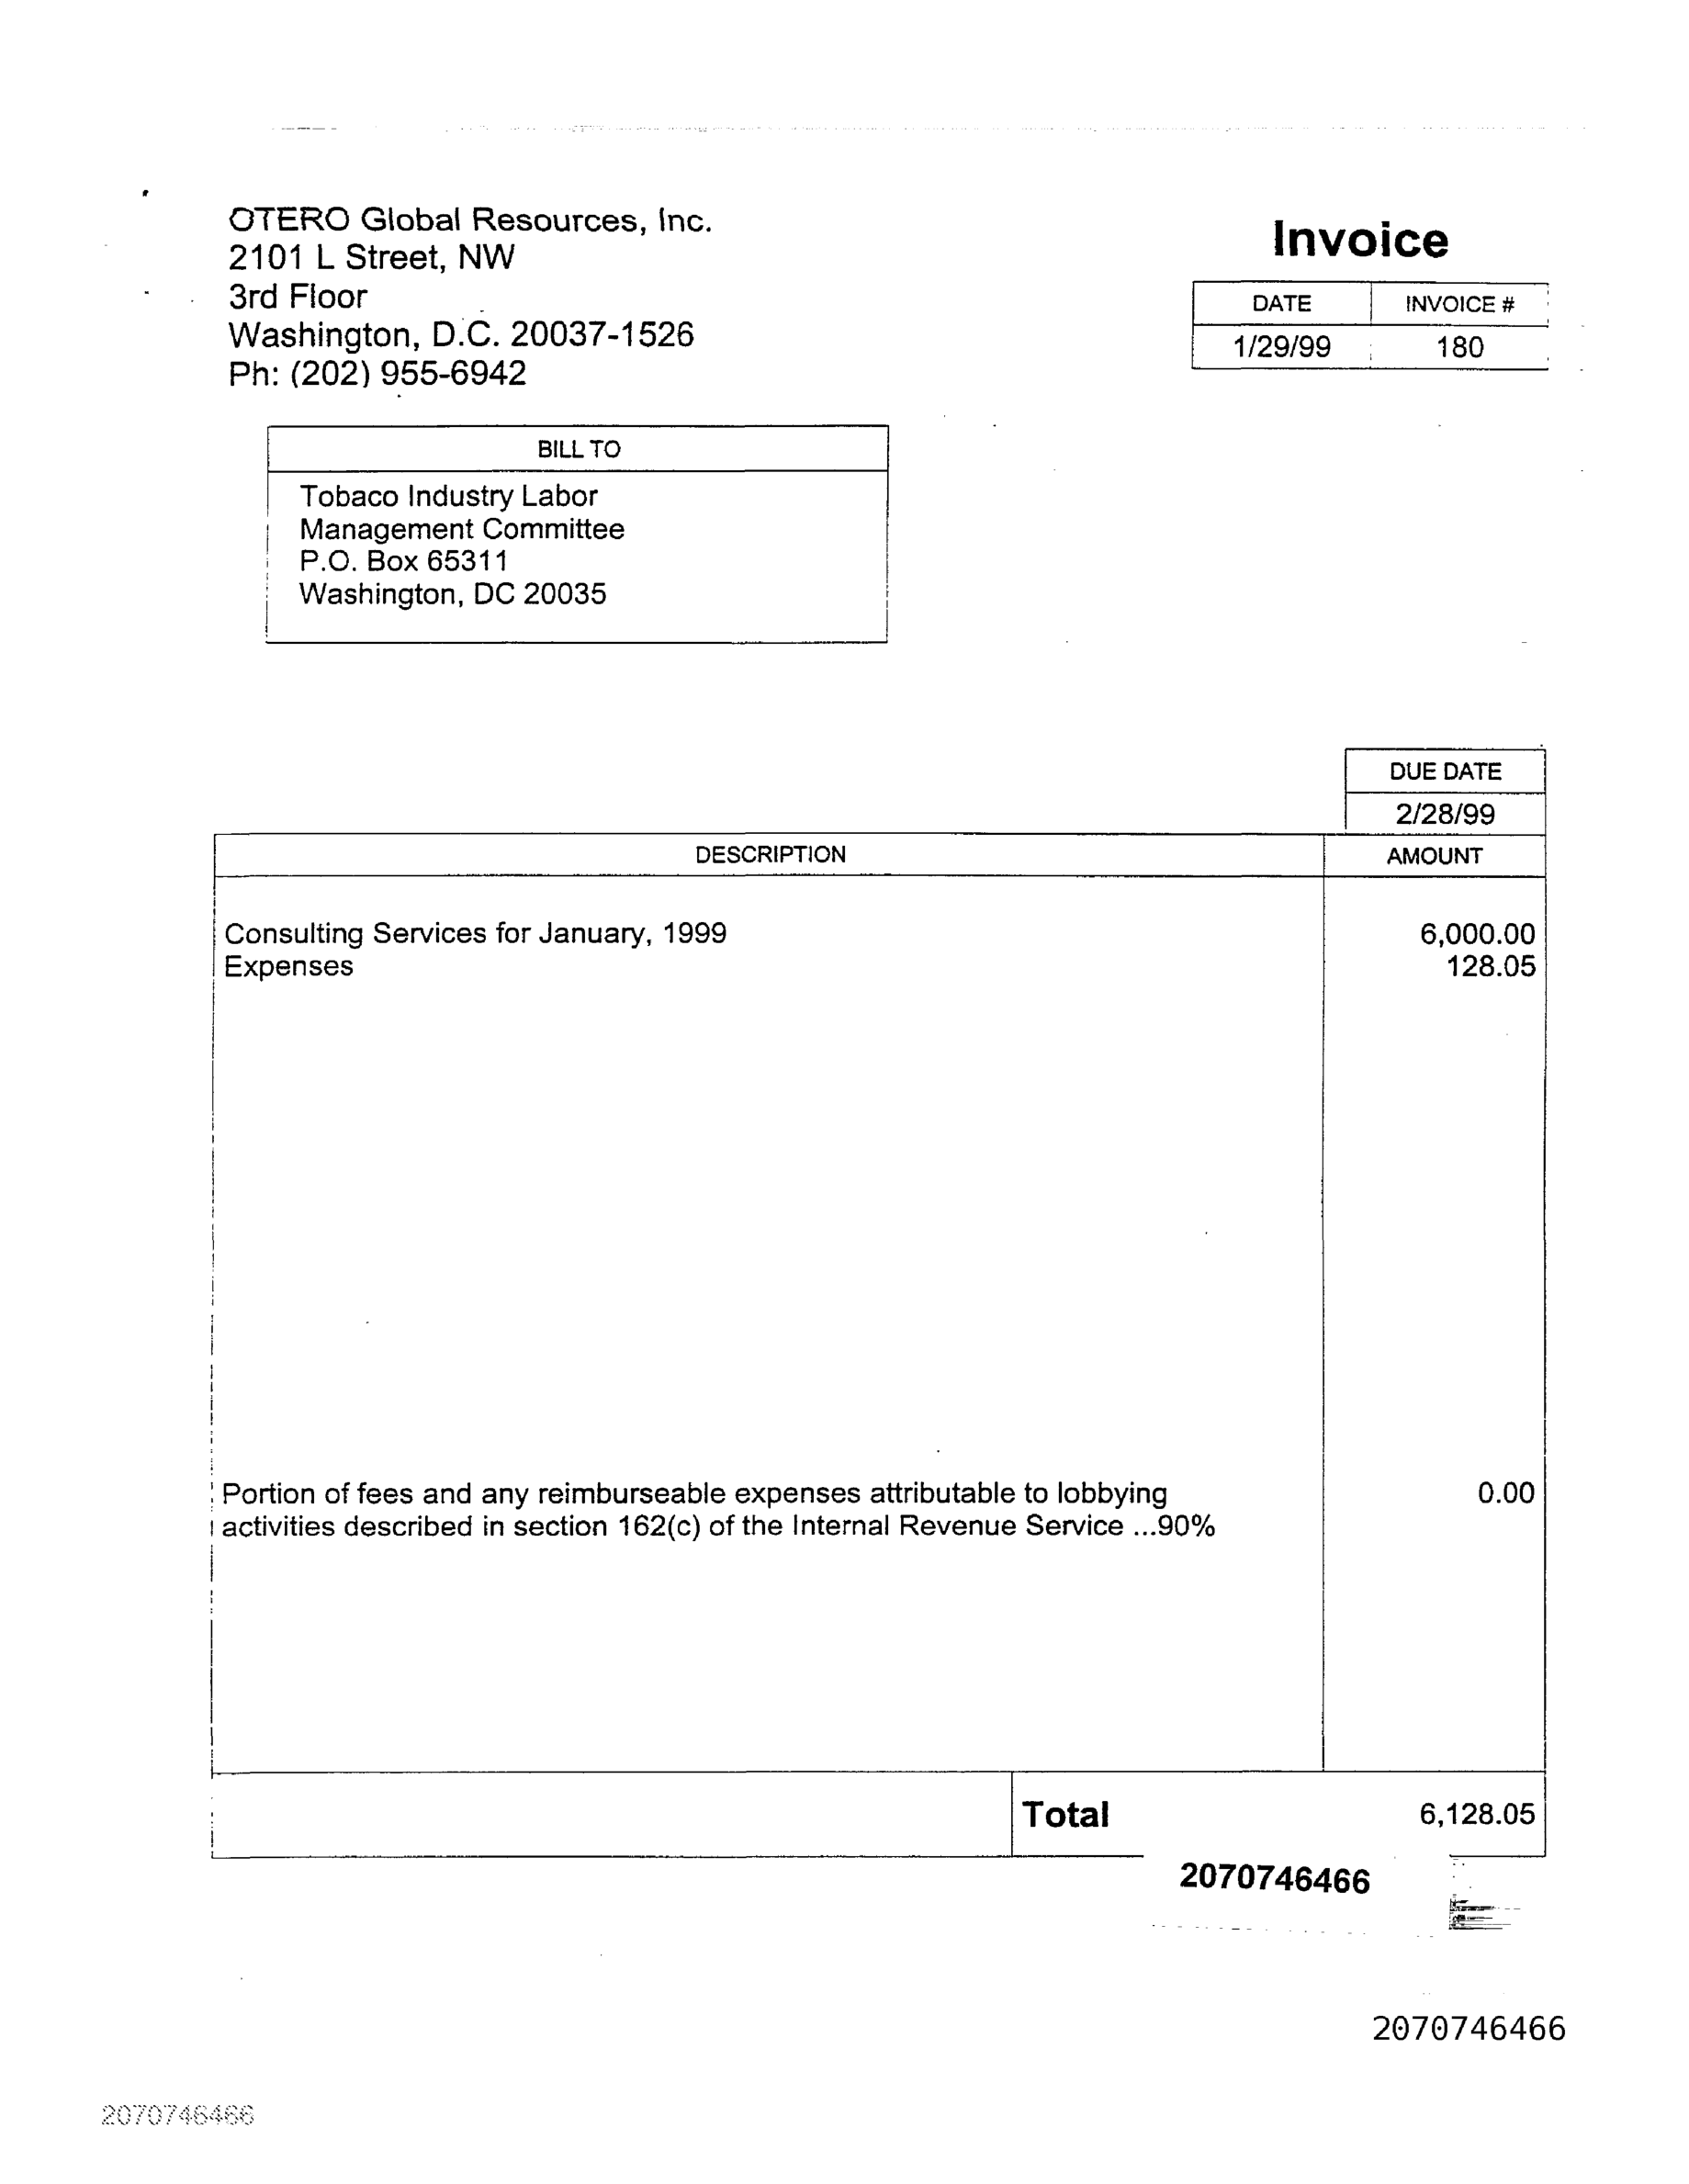 OTERO Global Resources, Inc.
2101 L Street, NW
3rd Floor
Washington, D.C. 20037-1526
Ph: (202) 955-6942
Invoice
DATE INVOICE #
1/29/99 180
BILL TO
Tobaco Industry Labor
Management Committee
P.O. Box 65311
Washington, DC 20035
DUE DATE
2/28/99
DESCRIPTION AMOUNT
Consulting Services for January, 1999 6,000.00
Expenses 128.05
Portion of fees and any reimburseable expenses attributable to lobbying 0.00
activities described in section 162(c) of the Internal Revenue Service ...90%
Total 6,128.05
2070746466
2070746466
2070746466